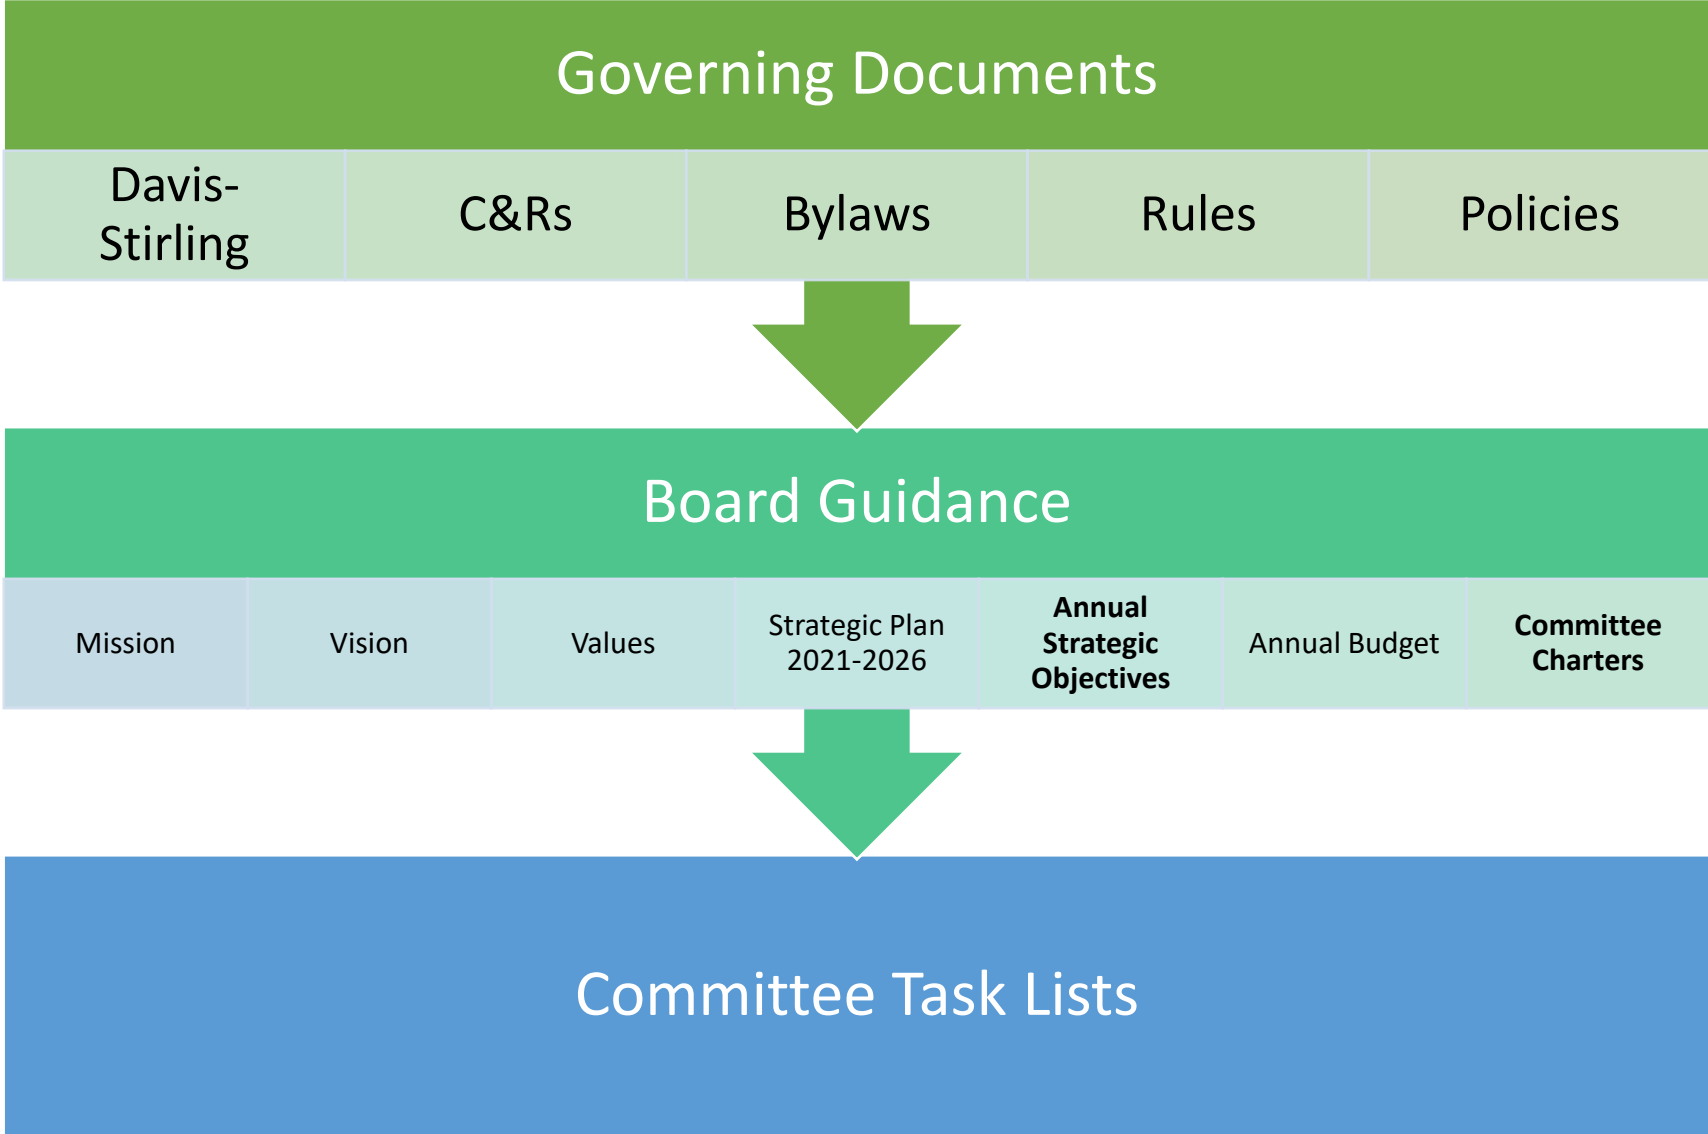 Governing Documents
Davis-
Stirling
C&Rs
Bylaws
Rules
Policies
Board Guidance
Mission
Vision
Values
Strategic Plan
2021-2026
Annual
Strategic
Objectives
Annual Budget
Committee
Charters
Committee Task Lists